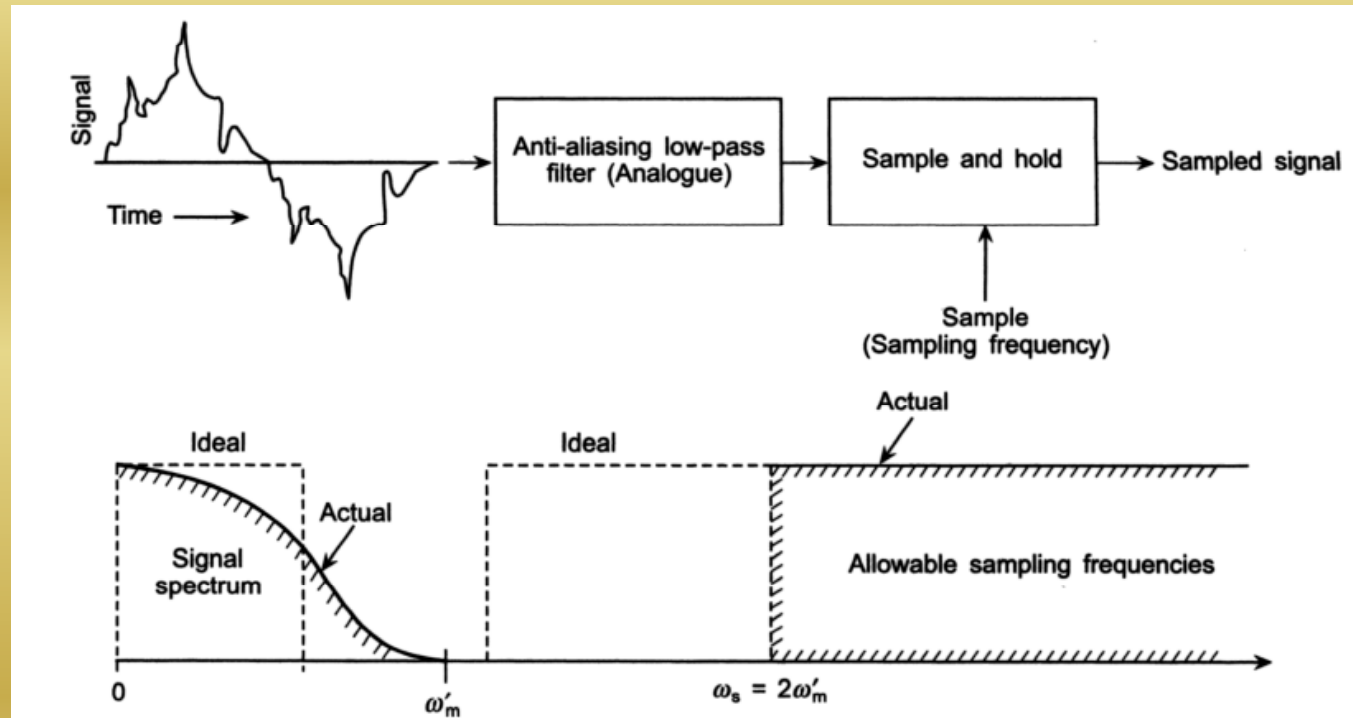 Signal
Time
Anti-aliasing low-pass
filter (Analogue)
Sample and hold
Sampled signal
Sample
(Sampling frequency)
Actual
Ideal
Ideal
Actual
Signal
spectrum
Allowable sampling frequencies
0
ω′m
ωs = 2ω′m